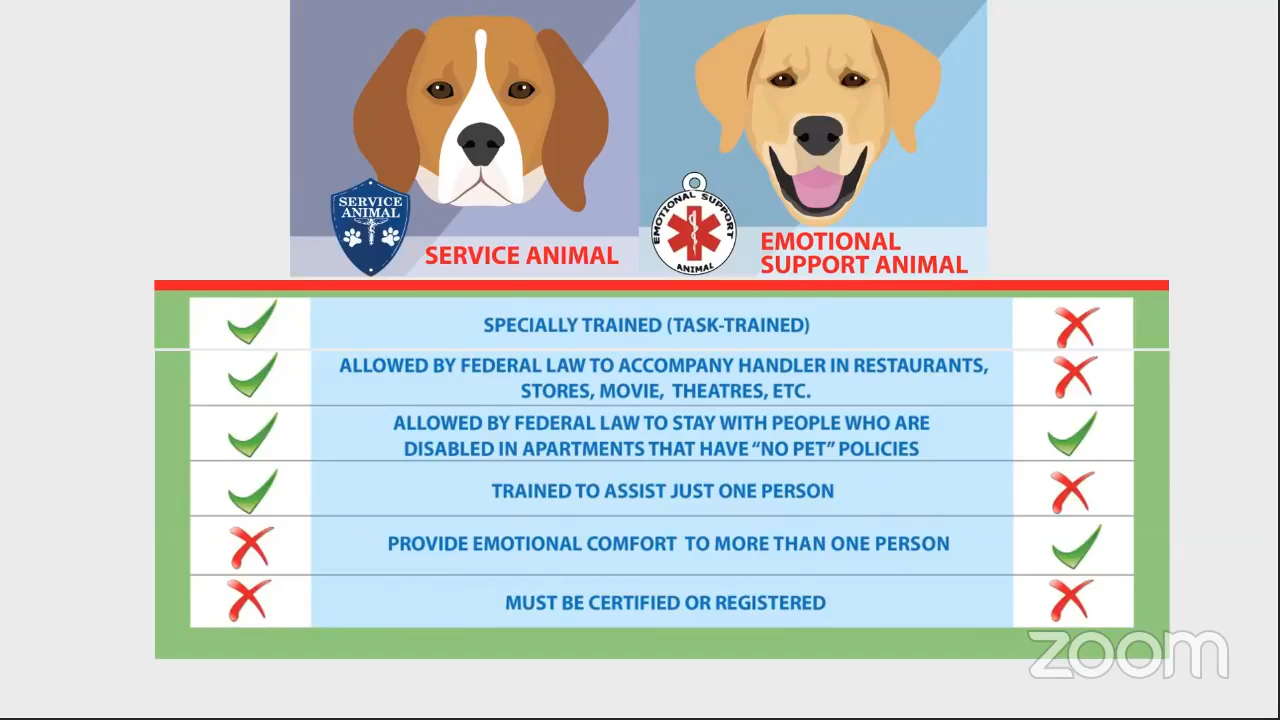 SERVICE
ANIMAL
SERVICE ANIMAL
EMOTIONAL SUPPORT
ANIMAL
EMOTIONAL
SUPPORT ANIMAL
SPECIALLY TRAINED (TASK-TRAINED)
ALLOWED BY FEDERAL LAW TO ACCOMPANY HANDLER IN RESTAURANTS,
STORES, MOVIE, THEATRES, ETC.
ALLOWED BY FEDERAL LAW TO STAY WITH PEOPLE WHO ARE
DISABLED IN APARTMENTS THAT HAVE “NO PET” POLICIES
TRAINED TO ASSIST JUST ONE PERSON
PROVIDE EMOTIONAL COMFORT TO MORE THAN ONE PERSON
MUST BE CERTIFIED OR REGISTERED
zoom